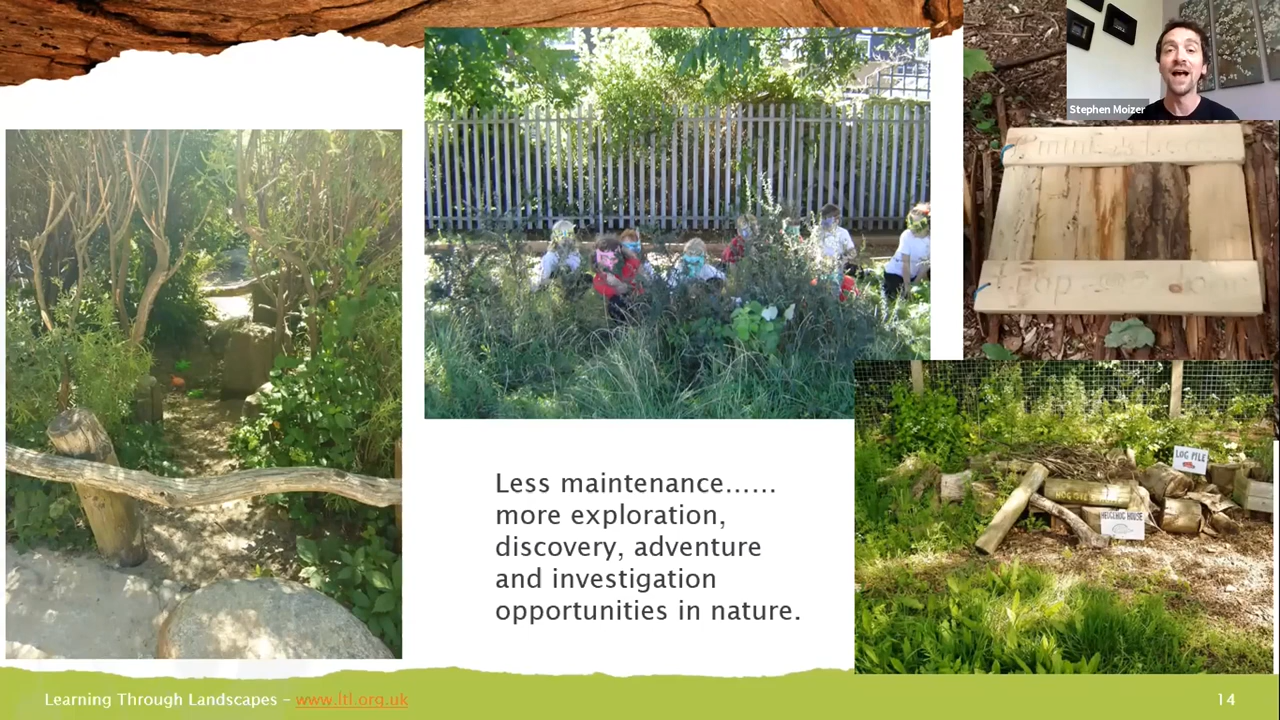 Stephen Moizer
LOG PILE
HEDGEHOG HOUSE
Less maintenance......
more exploration,
discovery, adventure
and investigation
opportunities in nature.
Learning Through Landscapes – www.ltl.org.uk
14